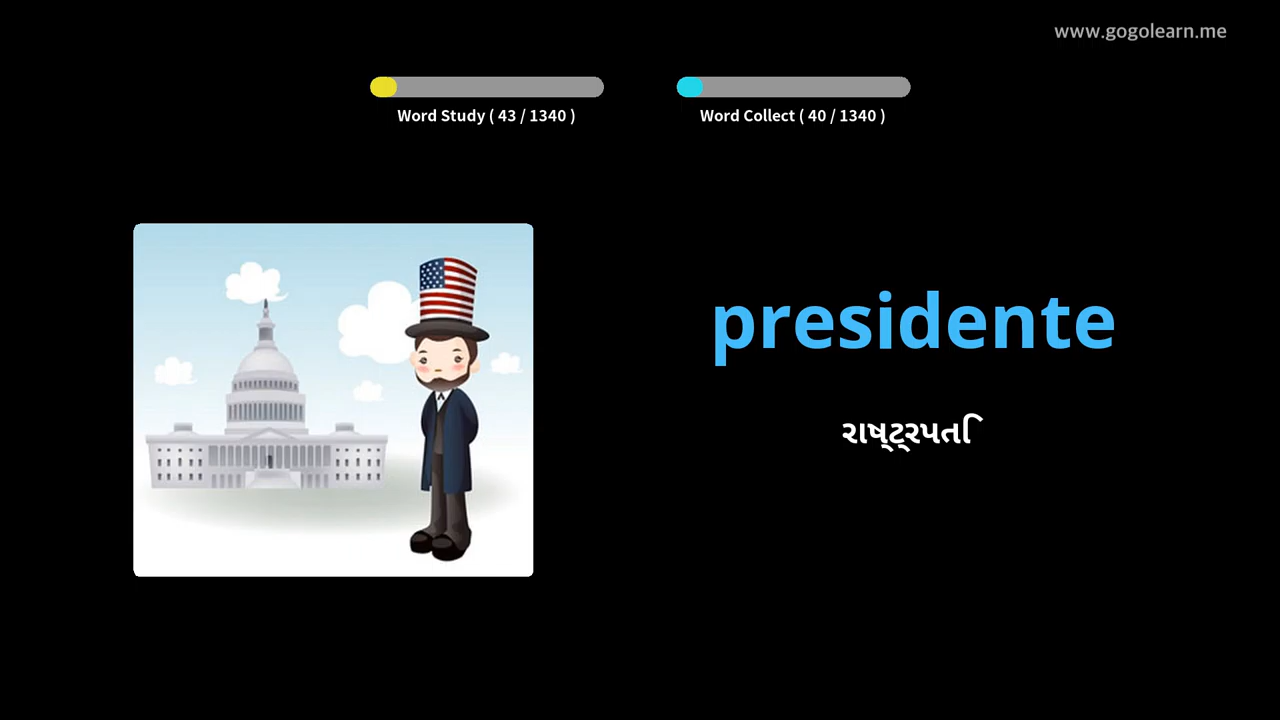 www.gogolearn.me
Word Study ( 43 / 1340 )
Word Collect ( 40 / 1340 )
presidente
રાષ્ટ્રપતિ